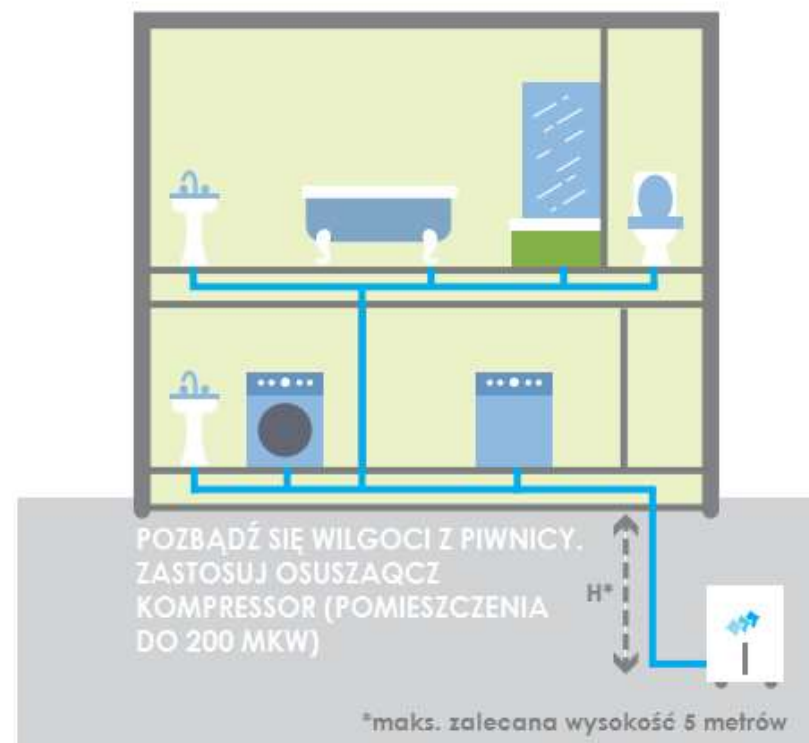 POZBĄDŹ SIĘ WILGOCI Z PIWNICY.
ZASTOSUJ OSUSZAQCZ
KOMPRESSOR (POMIESZCZENIA
DO 200 MKW)
H*
*maks. zalecana wysokość 5 metrów